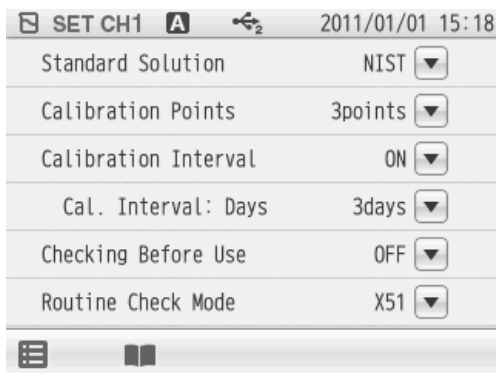 SET CH1 A 2 2011/01/01 15:18
Standard Solution NIST
Calibration Points 3points
Calibration Interval ON
Cal. Interval: Days 3days
Checking Before Use OFF
Routine Check Mode X51